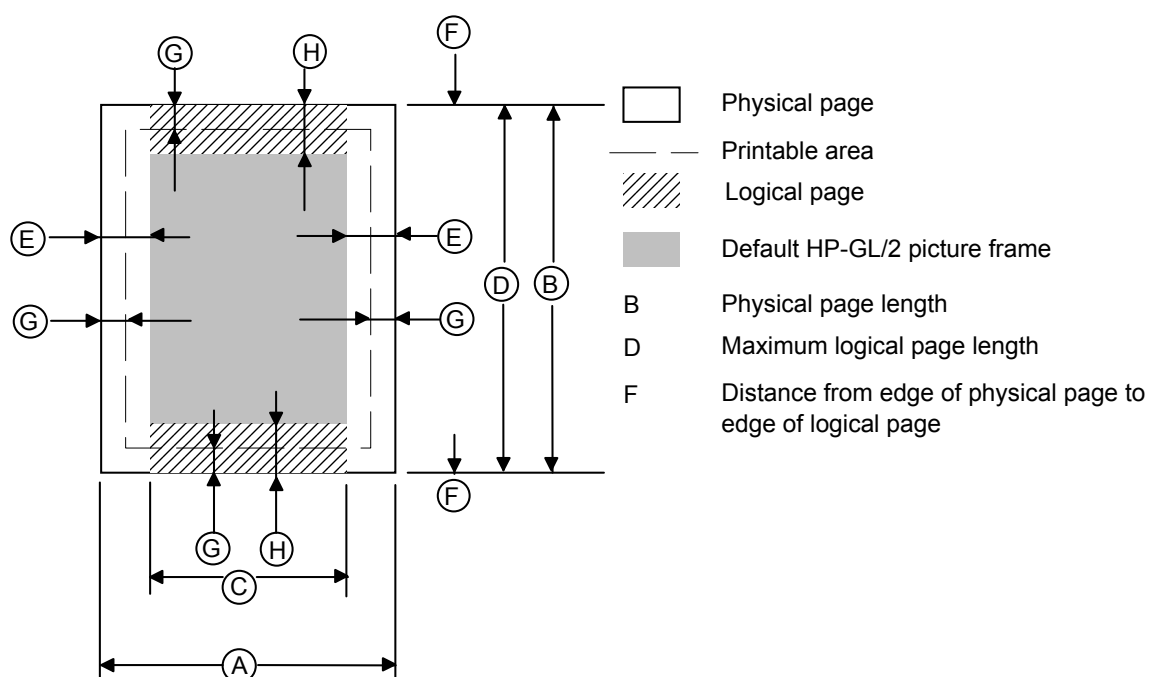 F
G
H
E
E
D
B
G
G
F
G
H
C
A
Physical page
Printable area
Logical page
Default HP-GL/2 picture frame
B Physical page length
D Maximum logical page length
F Distance from edge of physical page to
edge of logical page